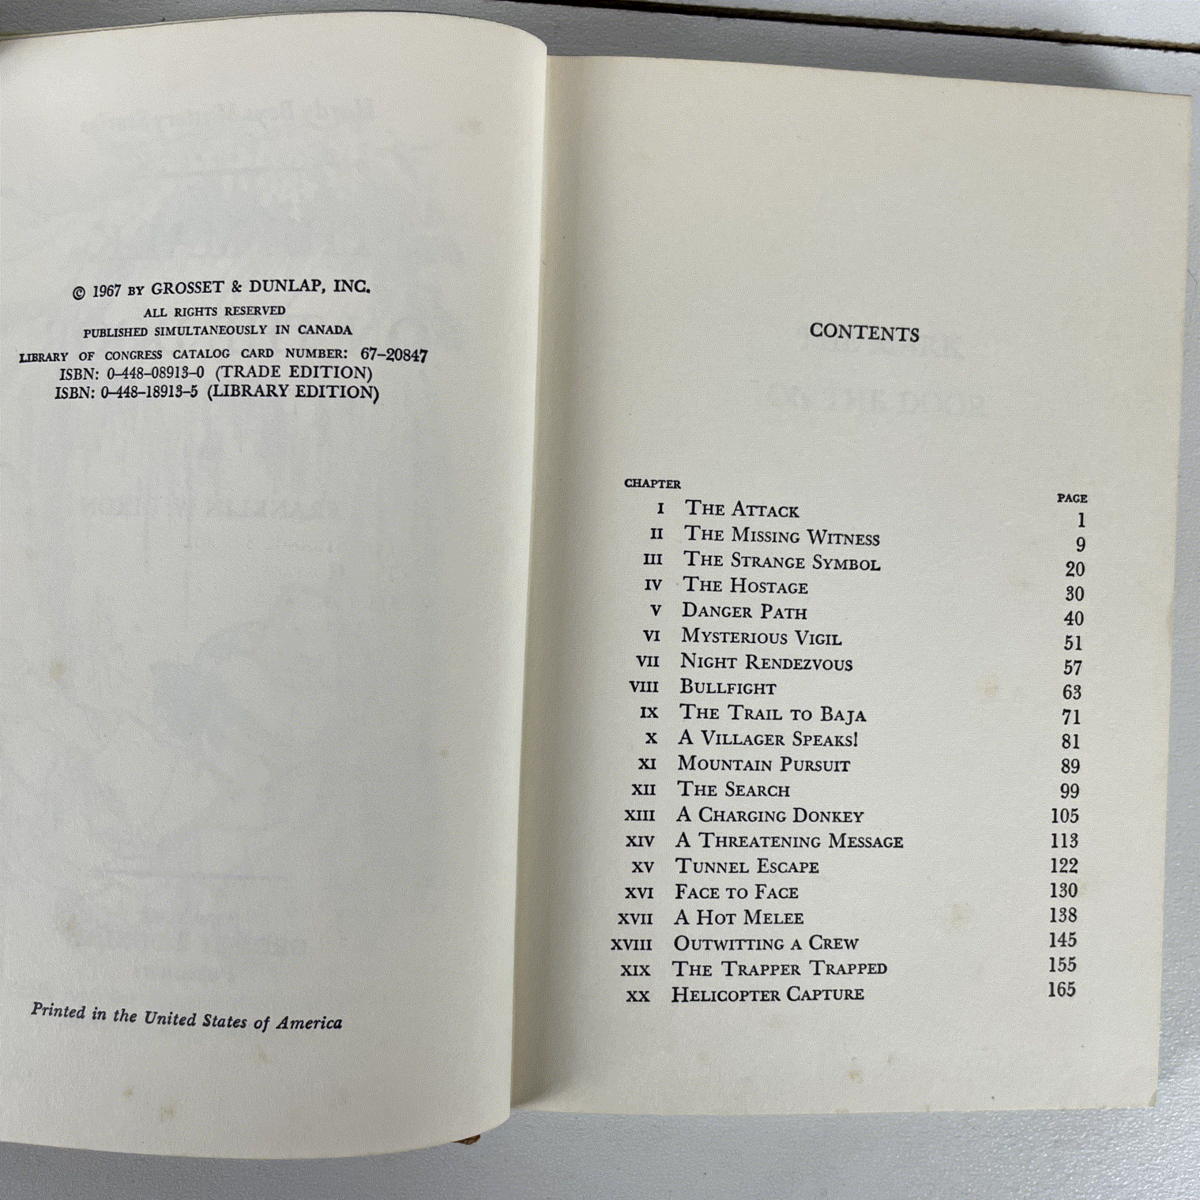 © 1967 BY GROSSET & DUNLAP, INC.
ALL RIGHTS RESERVED
PUBLISHED SIMULTANEOUSLY IN CANADA
LIBRARY OF CONGRESS CATALOG CARD NUMBER: 67–20847
ISBN: 0–448–08913–0 (TRADE EDITION)
ISBN: 0–448–18913–5 (LIBRARY EDITION)
Printed in the United States of America
CONTENTS
CHAPTER PAGE
I THE ATTACK 1
II THE MISSING WITNESS 9
III THE STRANGE SYMBOL 20
IV THE HOSTAGE 30
V DANGER PATH 40
VI MYSTERIOUS VIGIL 51
VII NIGHT RENDEZVOUS 57
VIII BULLFIGHT 63
IX THE TRAIL TO BAJA 71
X A VILLAGER SPEAKS! 81
XI MOUNTAIN PURSUIT 89
XII THE SEARCH 99
XIII A CHARGING DONKEY 105
XIV A THREATENING MESSAGE 113
XV TUNNEL ESCAPE 122
XVI FACE TO FACE 130
XVII A HOT MELEE 138
XVIII OUTWITTING A CREW 145
XIX THE TRAPPER TRAPPED 155
XX HELICOPTER CAPTURE 165